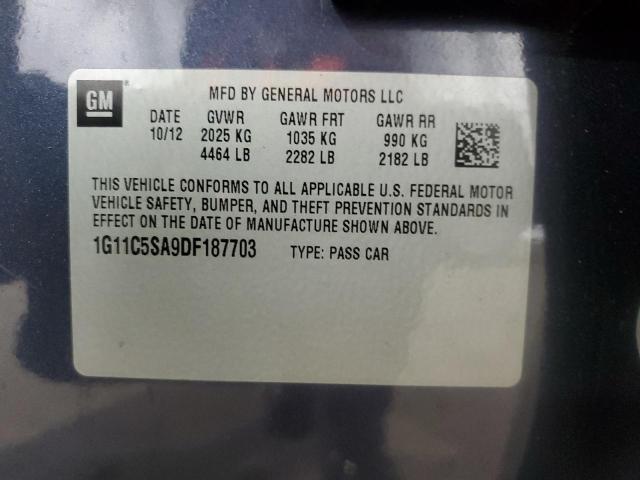 GM
MFD BY GENERAL MOTORS LLC
DATE GVWR GAWR FRT GAWR RR
10/12 2025 KG 1035 KG 990 KG
4464 LB 2282 LB 2182 LB
THIS VEHICLE CONFORMS TO ALL APPLICABLE U.S. FEDERAL MOTOR
VEHICLE SAFETY, BUMPER, AND THEFT PREVENTION STANDARDS IN
EFFECT ON THE DATE OF MANUFACTURE SHOWN ABOVE.
1G11C5SA9DF187703 TYPE: PASS CAR